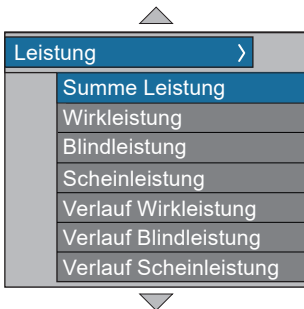 Leistung
Summe Leistung
Wirkleistung
Blindleistung
Scheinleistung
Verlauf Wirkleistung
Verlauf Blindleistung
Verlauf Scheinleistung